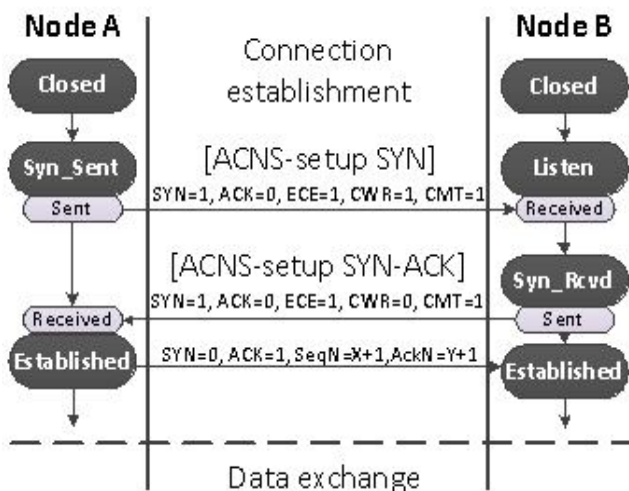 Node A
Node B
Connection
establishment
Closed
Closed
Syn_Sent
[ACNS-setup SYN]
Listen
SYN=1, ACK=0, ECE=1, CWR=1, CMT=1
Sent
Received
[ACNS-setup SYN-ACK]
Syn_Rcvd
SYN=1, ACK=0, ECE=1, CWR=0, CMT=1
Received
Sent
Established
SYN=0, ACK=1,SeqN=X+1,AckN=Y+1
Established
Data exchange